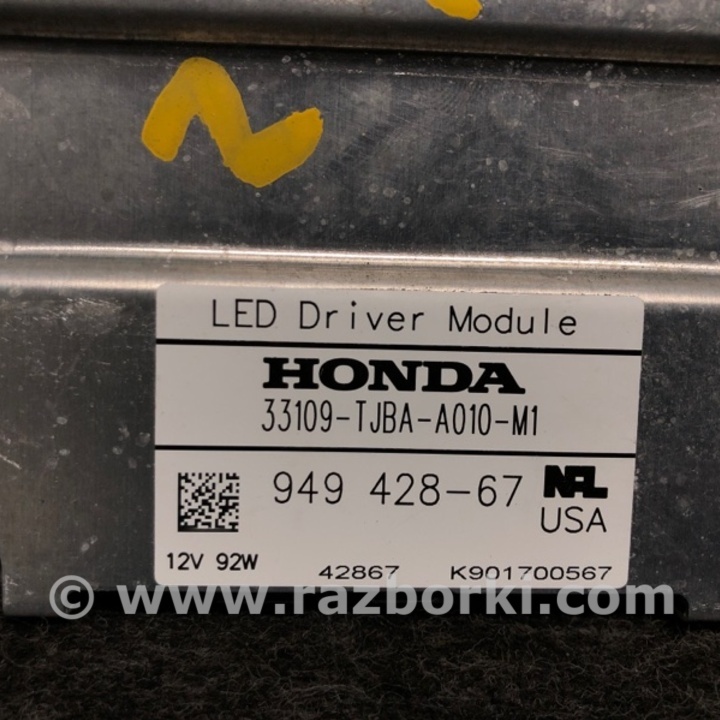 LED Driver Module
HONDA
33109-TJBA-A010-M1
949 428-67 NAL
USA
12V 92W 42867 K901700567
© www.razborki.com